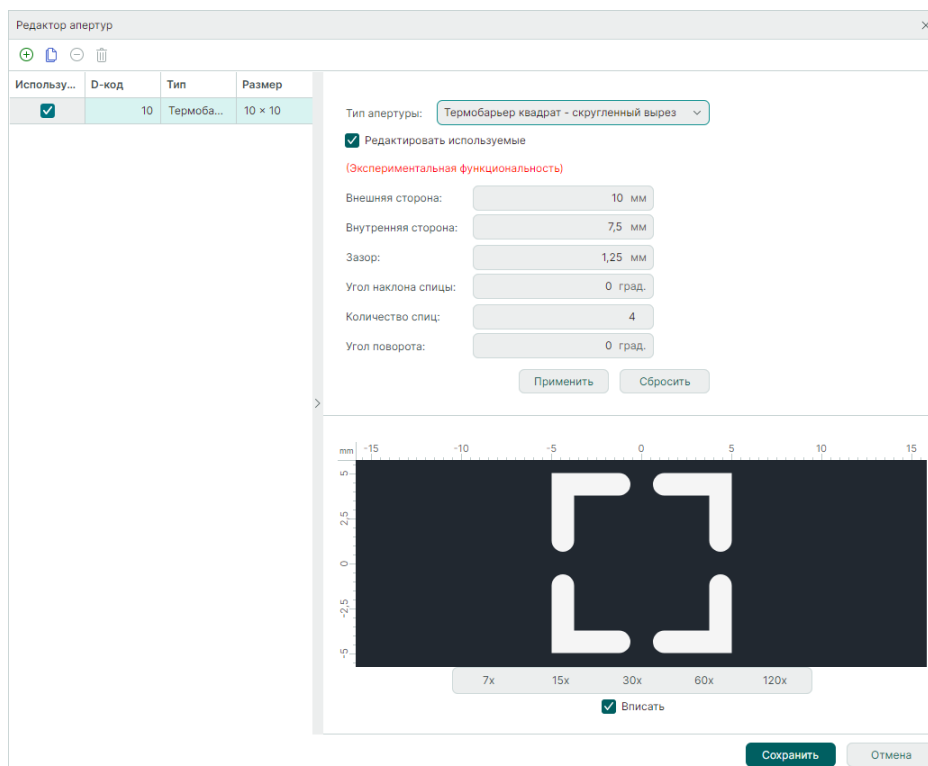 Редактор апертур
Использу... D-код Тип Размер
10 Термоба... 10 × 10
Тип апертуры: Термобарьер квадрат - скругленный вырез
Редактировать используемые
(Экспериментальная функциональность)
Внешняя сторона: 10 мм
Внутренняя сторона: 7,5 мм
Зазор: 1,25 мм
Угол наклона спицы: 0 град.
Количество спиц: 4
Угол поворота: 0 град.
Применить Сбросить
mm -15 -10 -5 0 5 10 15
5
2,5
0
-2,5
-5
7x 15x 30x 60x 120x
Вписать
Сохранить Отмена